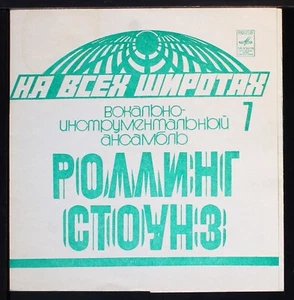 НА ВСЕХ ШИРОТАХ
ВОКАЛЬНО-
ИНСТРУМЕНТАЛЬНЫЙ 7
АНСАМБЛЬ
РОЛЛИНГ
СТОУНЗ